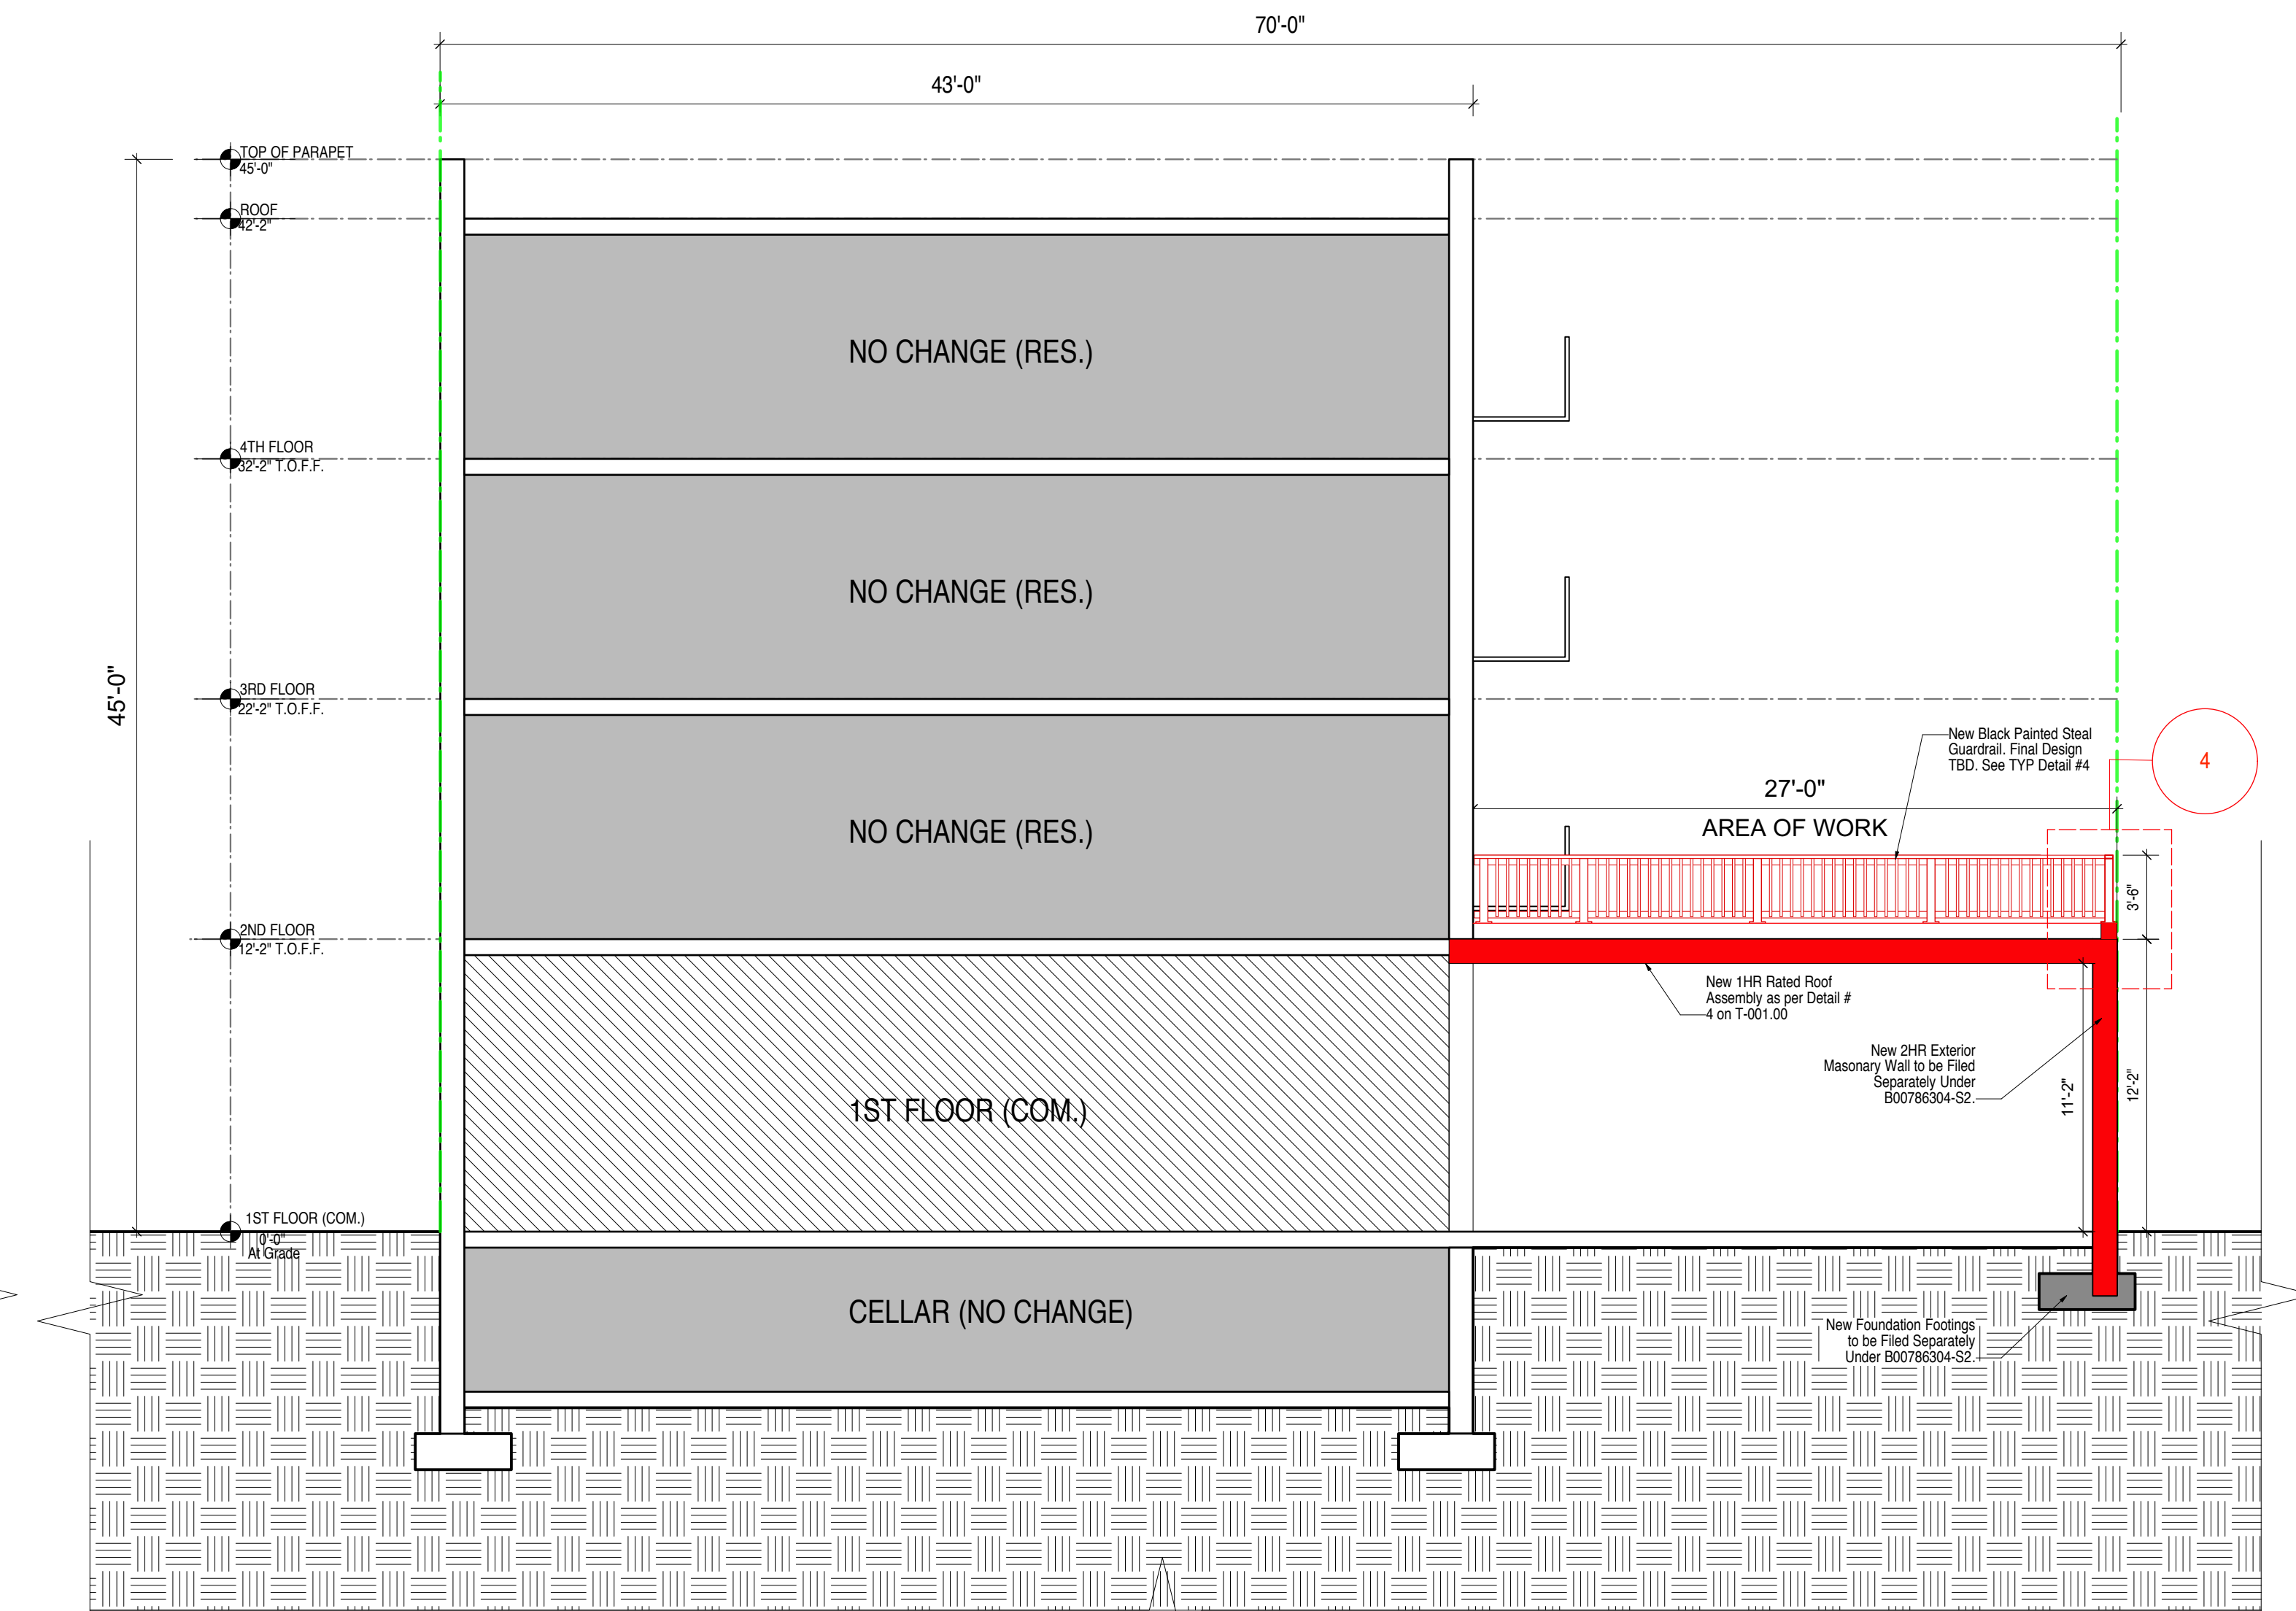 70'-0"
43'-0"
TOP OF PARAPET
45'-0"
ROOF
42'-2"
NO CHANGE (RES.)
4TH FLOOR
32'-2" T.O.F.F.
NO CHANGE (RES.)
45'-0"
3RD FLOOR
22'-2" T.O.F.F.
New Black Painted Steal
Guardrail. Final Design
TBD. See TYP Detail #4
4
27'-0"
AREA OF WORK
NO CHANGE (RES.)
3'-6"
2ND FLOOR
12'-2" T.O.F.F.
New 1HR Rated Roof
Assembly as per Detail #
4 on T-001.00
New 2HR Exterior
Masonary Wall to be Filed
Separately Under
B00786304-S2.
11'-2"
12'-2"
1ST FLOOR (COM.)
1ST FLOOR (COM.)
0'-0"
At Grade
CELLAR (NO CHANGE)
New Foundation Footings
to be Filed Separately
Under B00786304-S2.